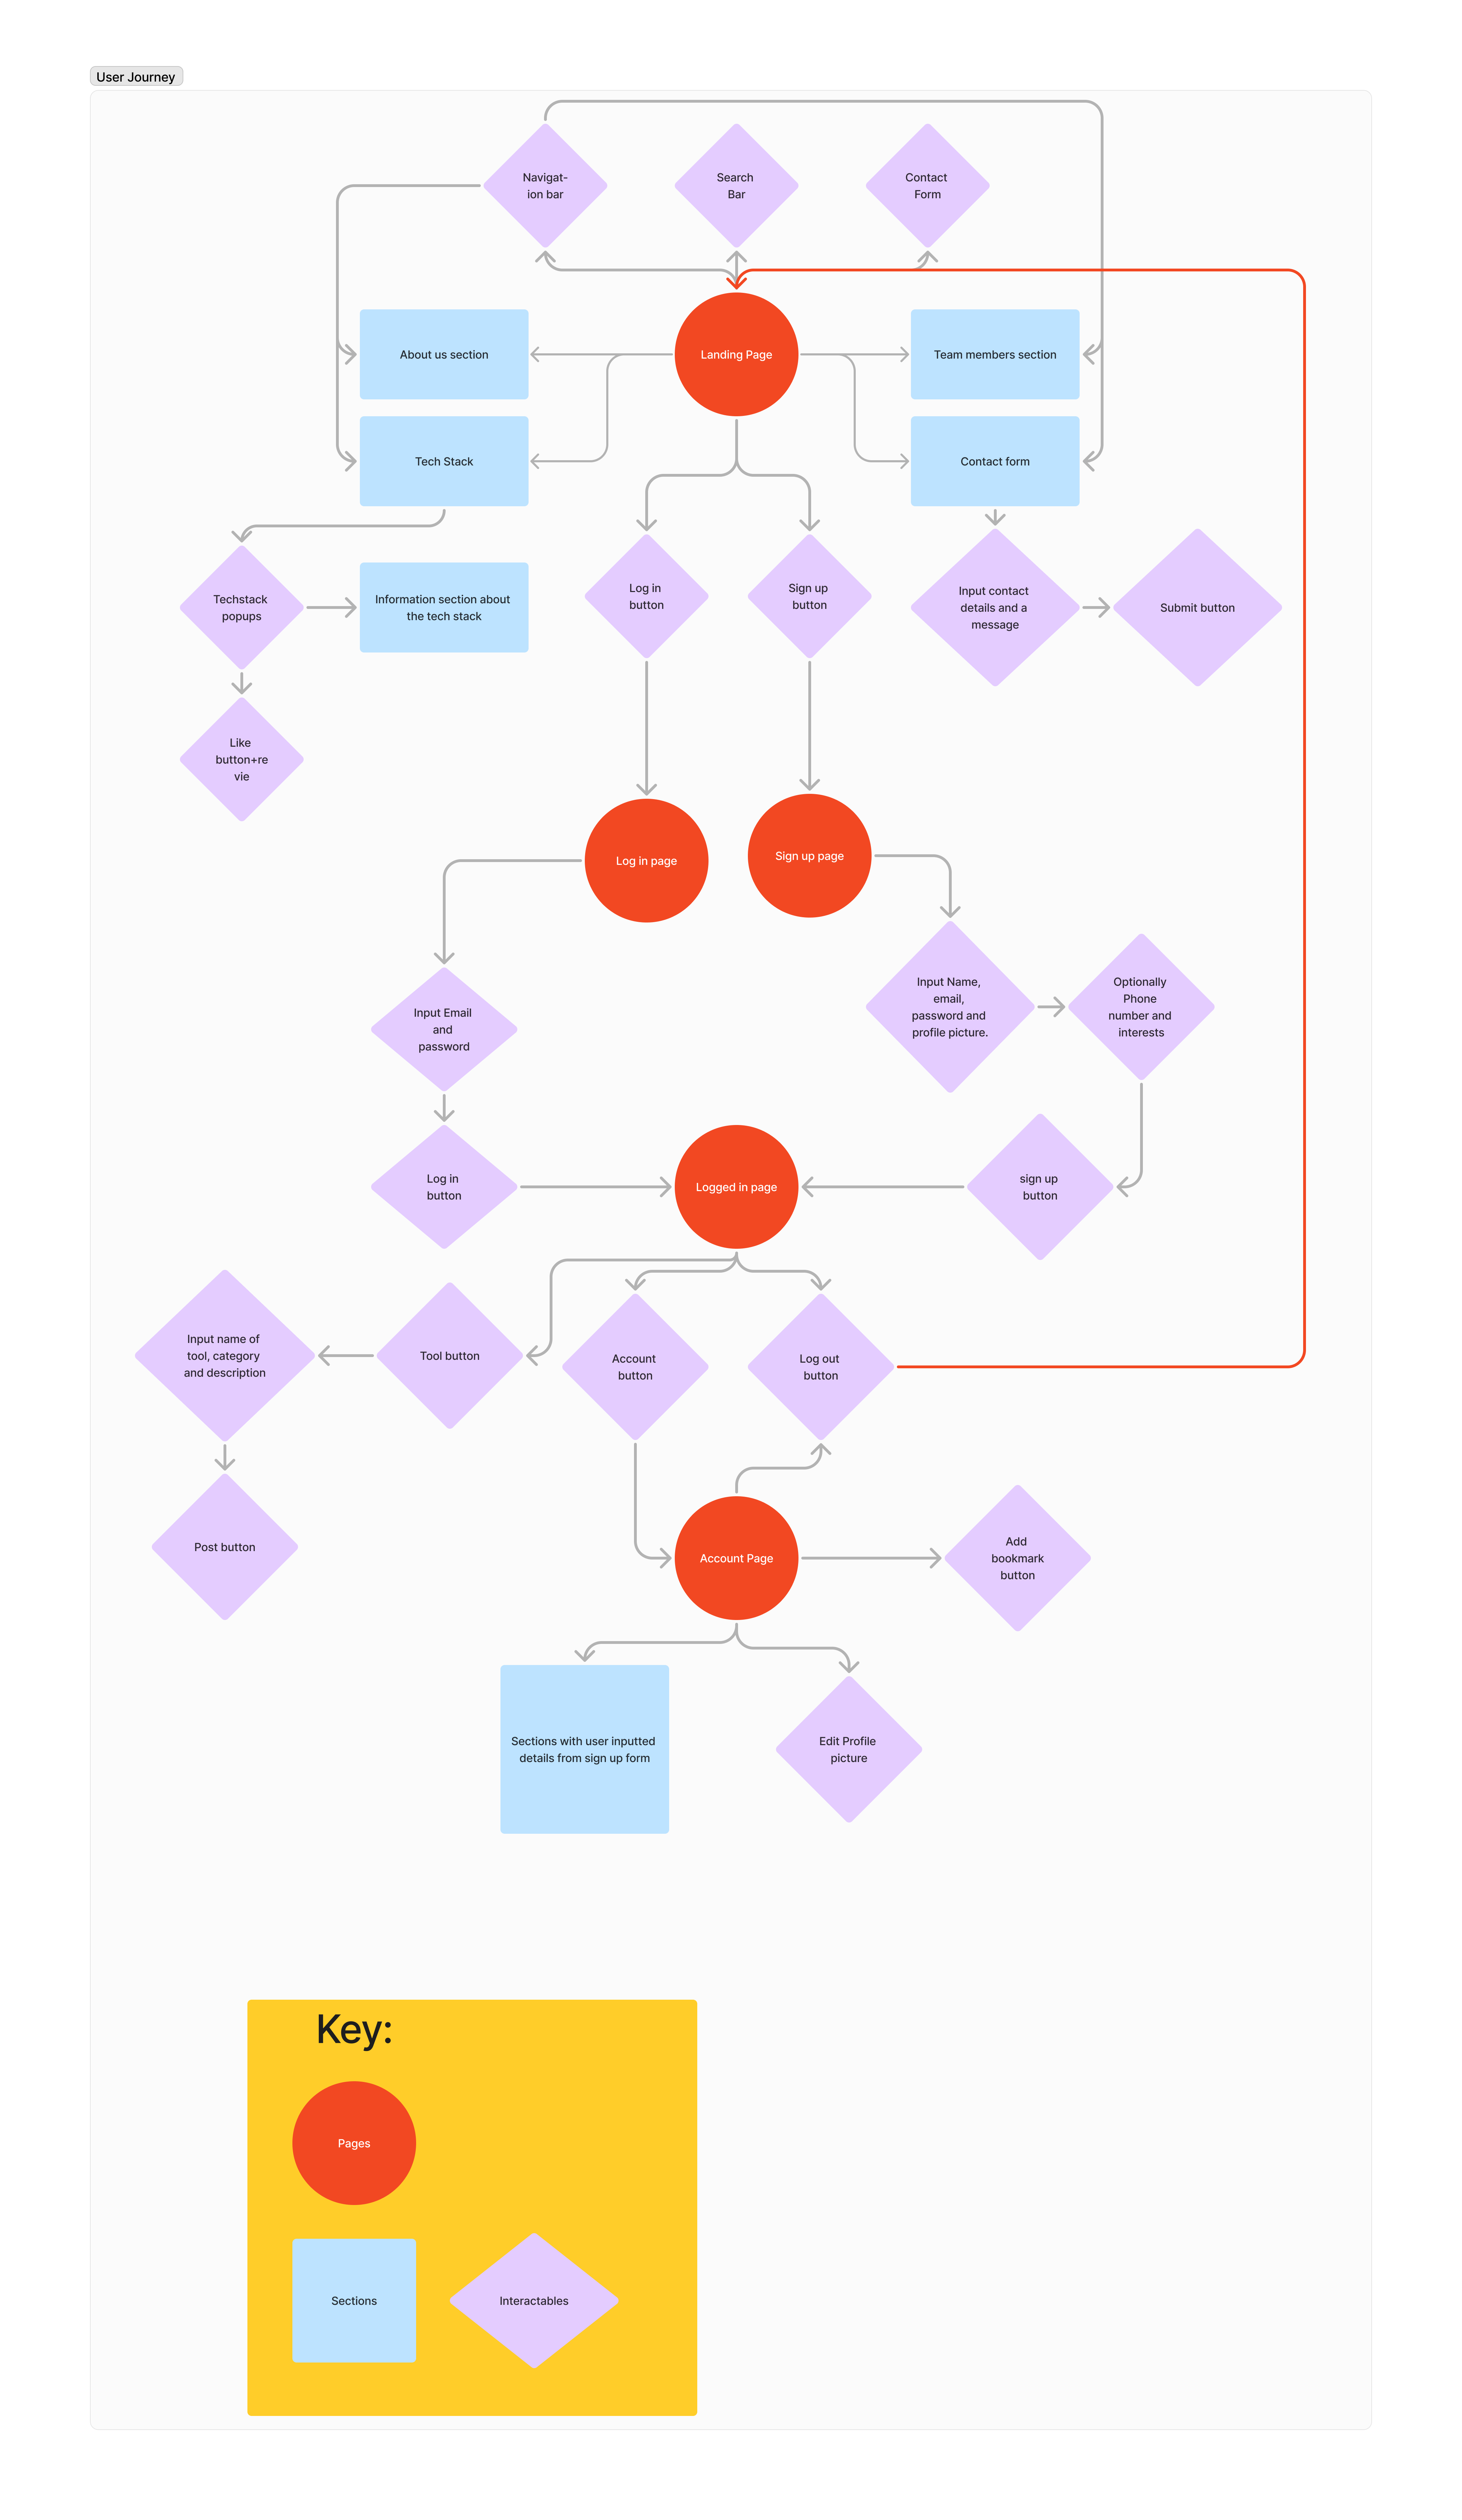 User Journey
Navigat-
ion bar
Search
Bar
Contact
Form
About us section
Landing Page
Team members section
Tech Stack
Contact form
Techstack
popups
Information section about
the tech stack
Log in
button
Sign up
button
Input contact
details and a
message
Submit button
Like
button+re
vie
Log in page
Sign up page
Input Email
and
password
Input Name,
email,
password and
profile picture.
Optionally
Phone
number and
interests
Log in
button
Logged in page
sign up
button
Input name of
tool, category
and description
Tool button
Account
button
Log out
button
Post button
Account Page
Add
bookmark
button
Sections with user inputted
details from sign up form
Edit Profile
picture
Key:
Pages
Sections
Interactables